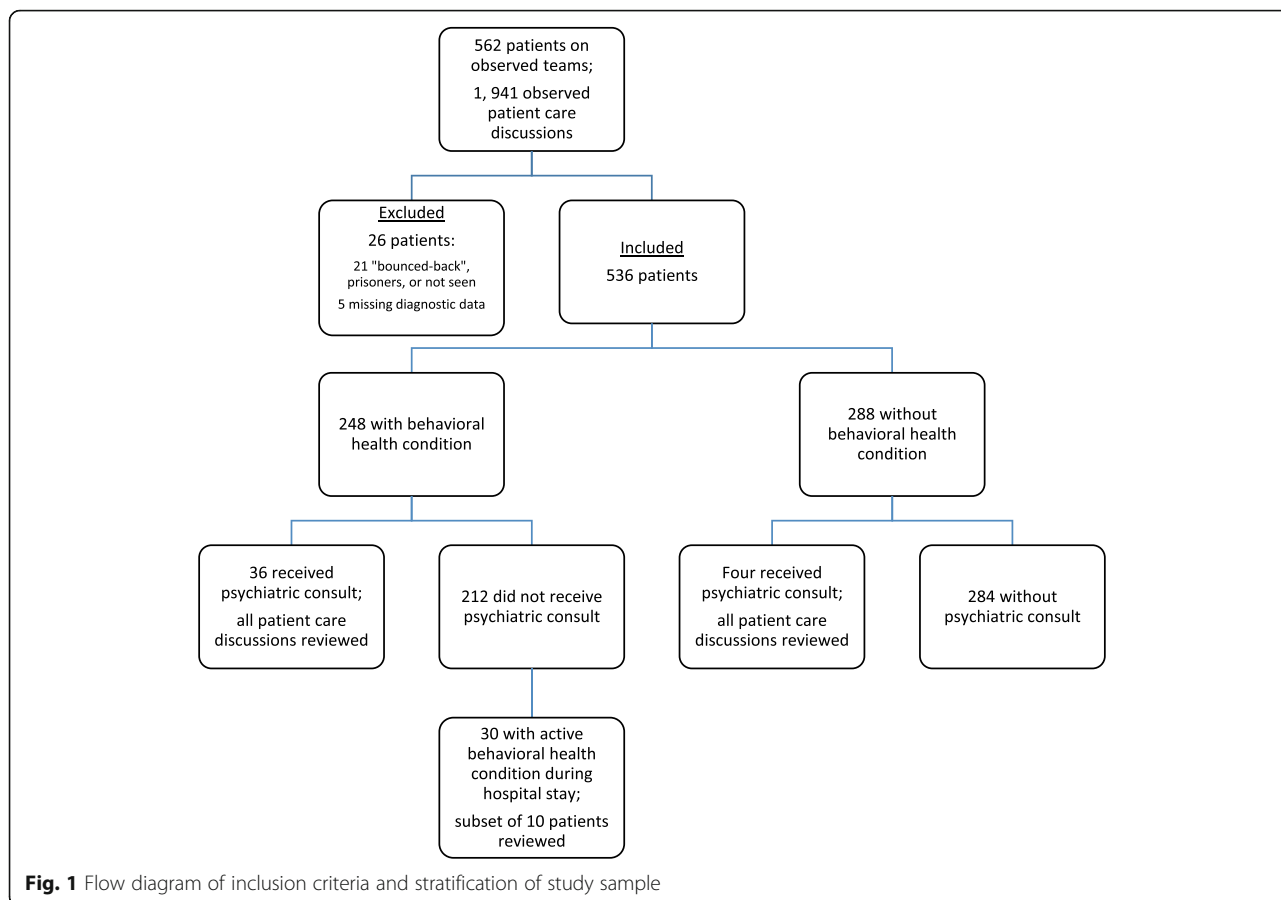 562 patients on
observed teams;
1, 941 observed
patient care
discussions
Excluded
26 patients:
21 "bounced-back",
prisoners, or not seen
5 missing diagnostic data
Included
536 patients
248 with behavioral
health condition
288 without
behavioral health
condition
36 received
psychiatric consult;
all patient care
discussions reviewed
212 did not receive
psychiatric consult
Four received
psychiatric consult;
all patient care
discussions reviewed
284 without
psychiatric consult
30 with active
behavioral health
condition during
hospital stay;
subset of 10 patients
reviewed
Fig. 1 Flow diagram of inclusion criteria and stratification of study sample